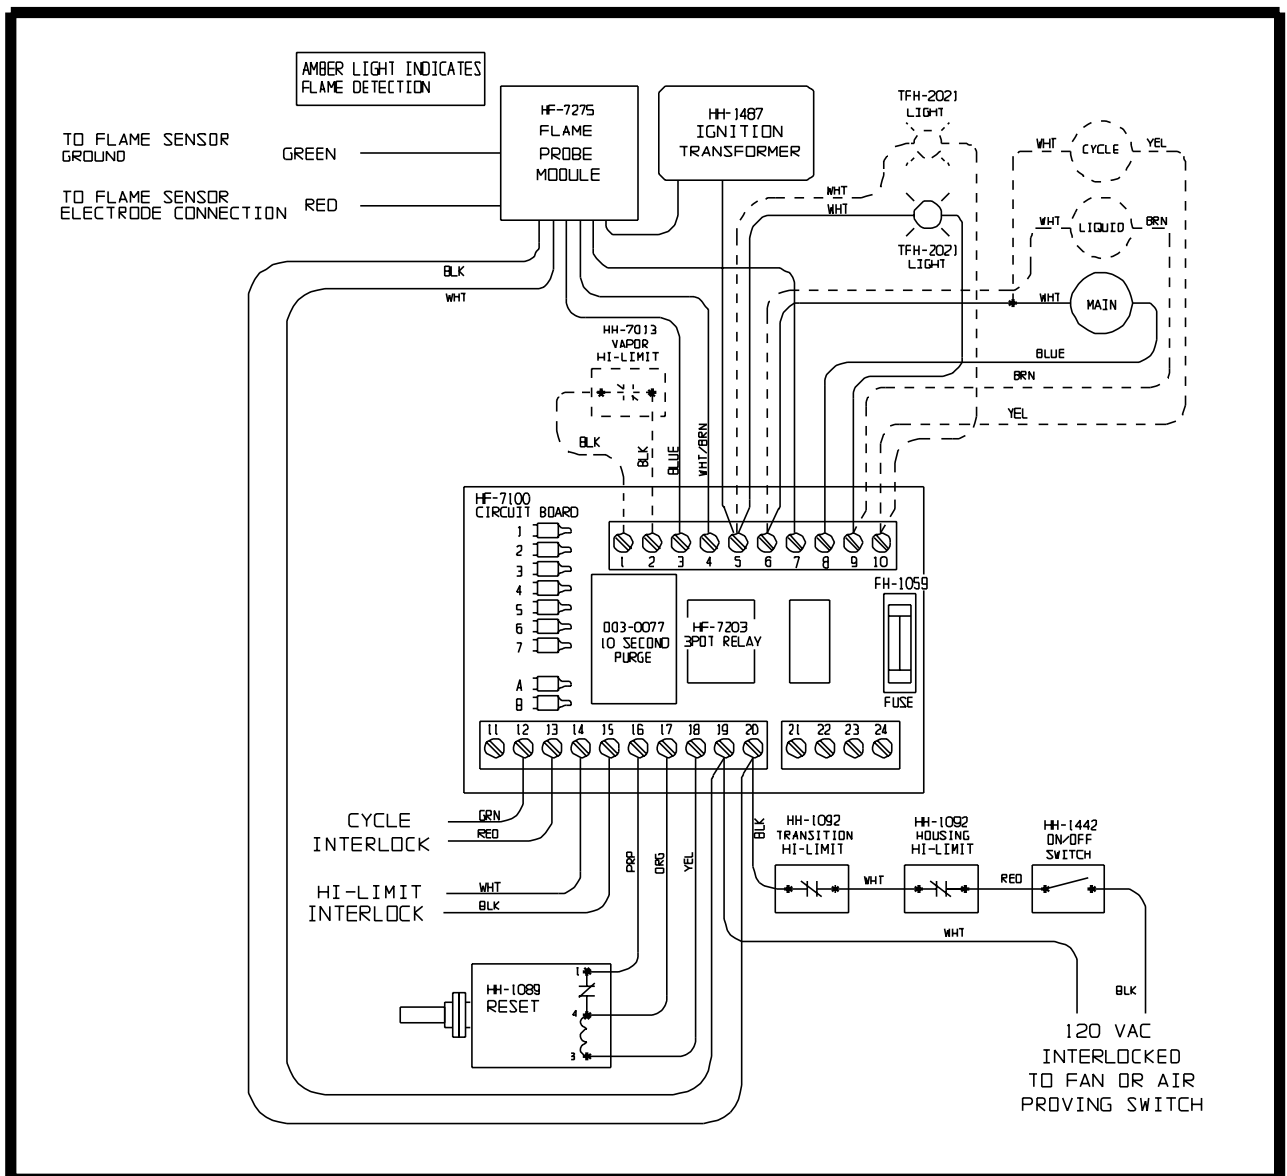 AMBER LIGHT INDICATES
FLAME DETECTION
TO FLAME SENSOR
GROUND
GREEN
TO FLAME SENSOR
ELECTRODE CONNECTION
RED
HF-7275
FLAME
PROBE
MODULE
HH-1487
IGNITION
TRANSFORMER
TFH-2021
LIGHT
WHT
WHT
TFH-2021
LIGHT
WHT
CYCLE
YEL
WHT
LIQUID
BRN
WHT
MAIN
BLK
WHT
HH-7013
VAPOR
HI-LIMIT
BLUE
BRN
YEL
BLK
BLK
BLUE
WHT/BRN
HF-7100
CIRCUIT BOARD
1
2
3
4
5
6
7
A
B
1 2 3 4 5 6 7 8 9 10
003-0077
10 SECOND
PURGE
HF-7203
3PDT RELAY
FH-1059
FUSE
11 12 13 14 15 16 17 18 19 20
21 22 23 24
CYCLE
INTERLOCK
GRN
RED
HI-LIMIT
INTERLOCK
WHT
BLK
PRP
ORG
YEL
BLK
HH-1092
TRANSITION
HI-LIMIT
WHT
HH-1092
HOUSING
HI-LIMIT
RED
HH-1442
ON/OFF
SWITCH
WHT
BLK
HH-1089
RESET
1
4
3
120 VAC
INTERLOCKED
TO FAN OR AIR
PROVING SWITCH